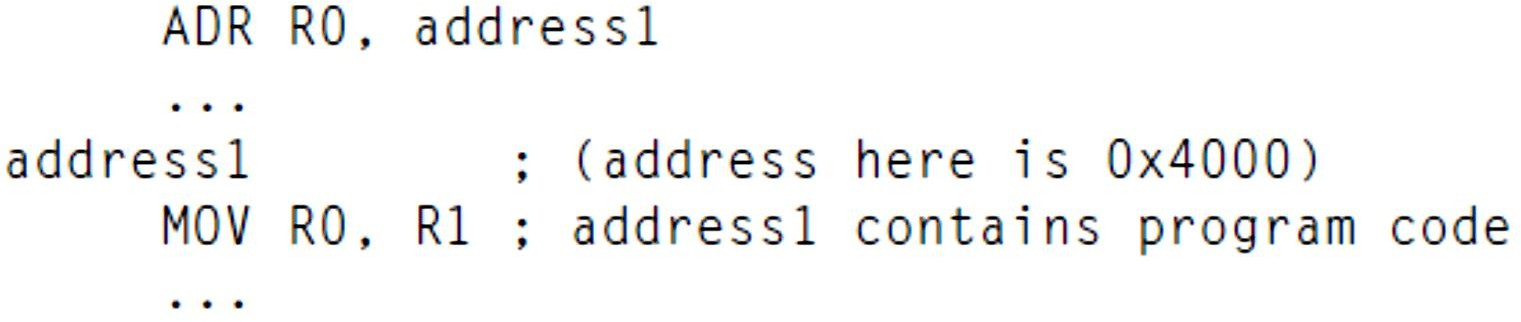 ADR R0, address1
...
address1 ; (address here is 0x4000)
MOV R0, R1 ; address1 contains program code
...